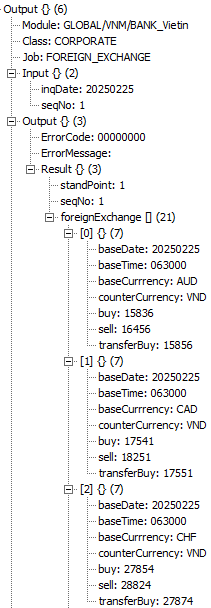 Output {} (6)
Module: GLOBAL/VNM/BANK_Vietin
Class: CORPORATE
Job: FOREIGN_EXCHANGE
Input {} (2)
inqDate: 20250225
seqNo: 1
Output {} (3)
ErrorCode: 00000000
ErrorMessage:
Result {} (3)
standPoint: 1
seqNo: 1
foreignExchange [] (21)
[0] {} (7)
baseDate: 20250225
baseTime: 063000
baseCurrrency: AUD
counterCurrency: VND
buy: 15836
sell: 16456
transferBuy: 15856
[1] {} (7)
baseDate: 20250225
baseTime: 063000
baseCurrrency: CAD
counterCurrency: VND
buy: 17541
sell: 18251
transferBuy: 17551
[2] {} (7)
baseDate: 20250225
baseTime: 063000
baseCurrrency: CHF
counterCurrency: VND
buy: 27854
sell: 28824
transferBuy: 27874